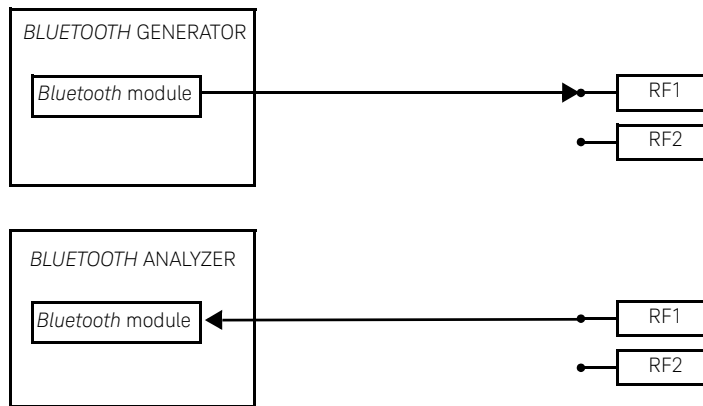 BLUETOOTH GENERATOR
Bluetooth module
RF1
RF2
BLUETOOTH ANALYZER
Bluetooth module
RF1
RF2